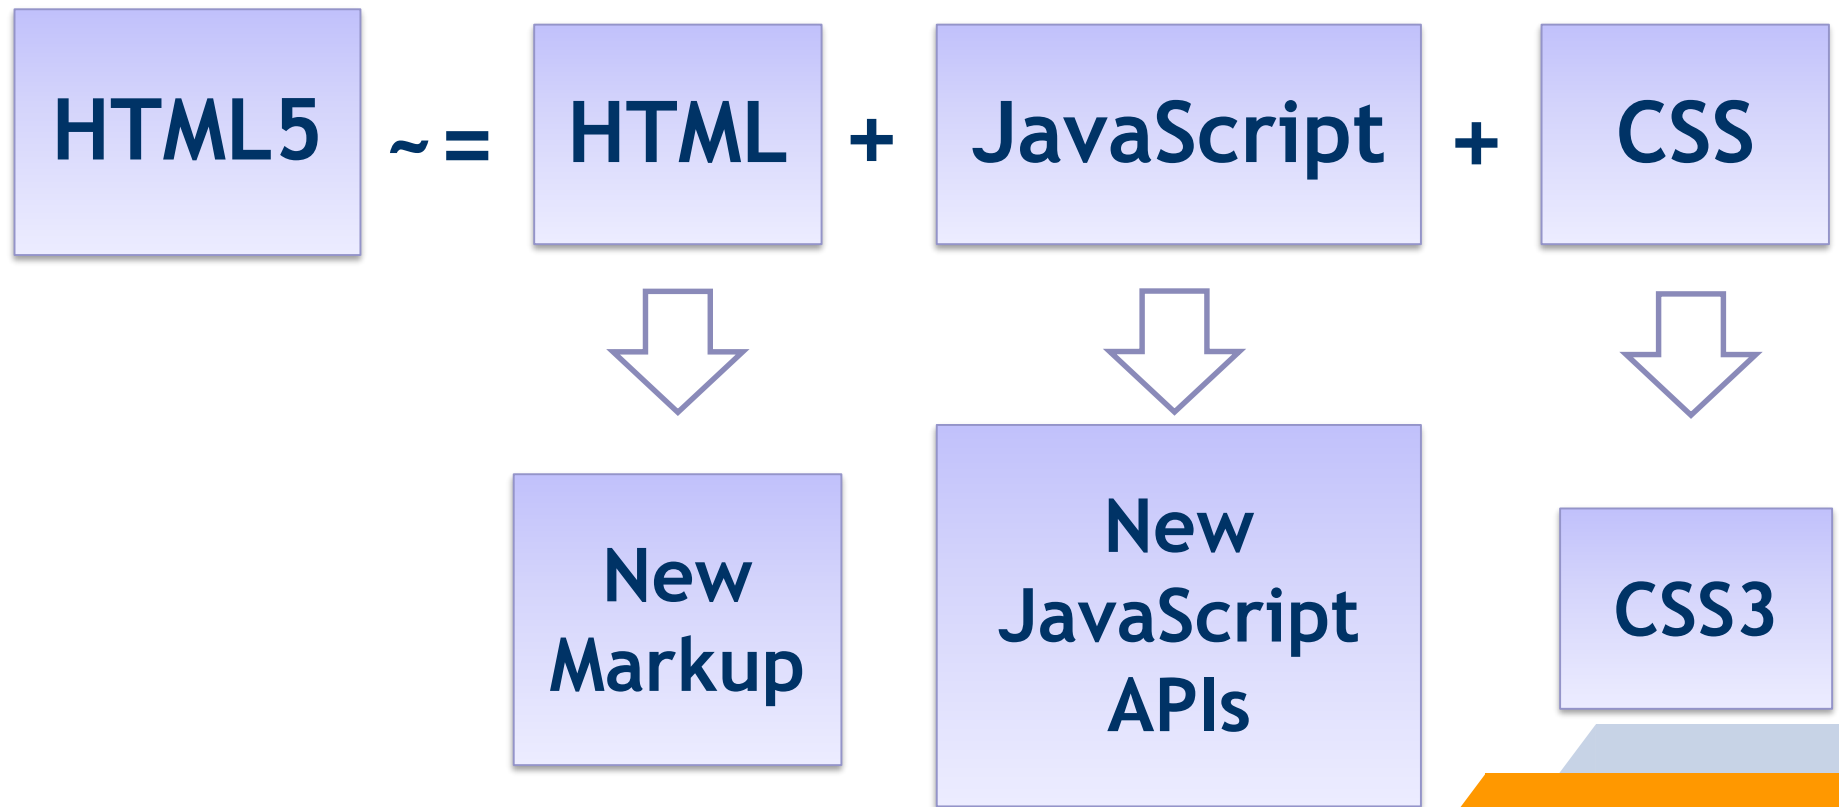 HTML5 ~= HTML + JavaScript + CSS
New
Markup
New
JavaScript
APIs
CSS3